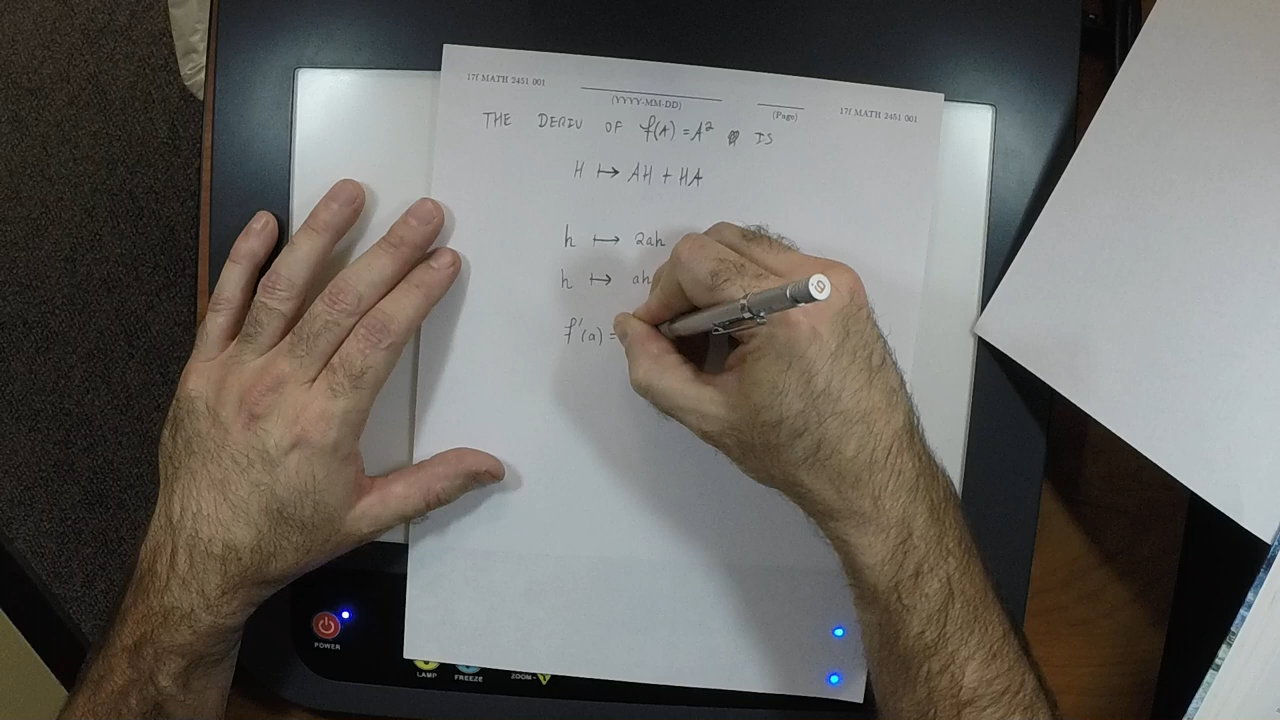 17f MATH 2451 001 (YYYY-MM-DD) (Page) 17f MATH 2451 001
THE DERIV OF f(A) = A² IS
H ↦ AH + HA
h ↦ 2ah
h ↦ ah
f'(a) =
.9
POWER
LAMP FREEZE ZOOM-